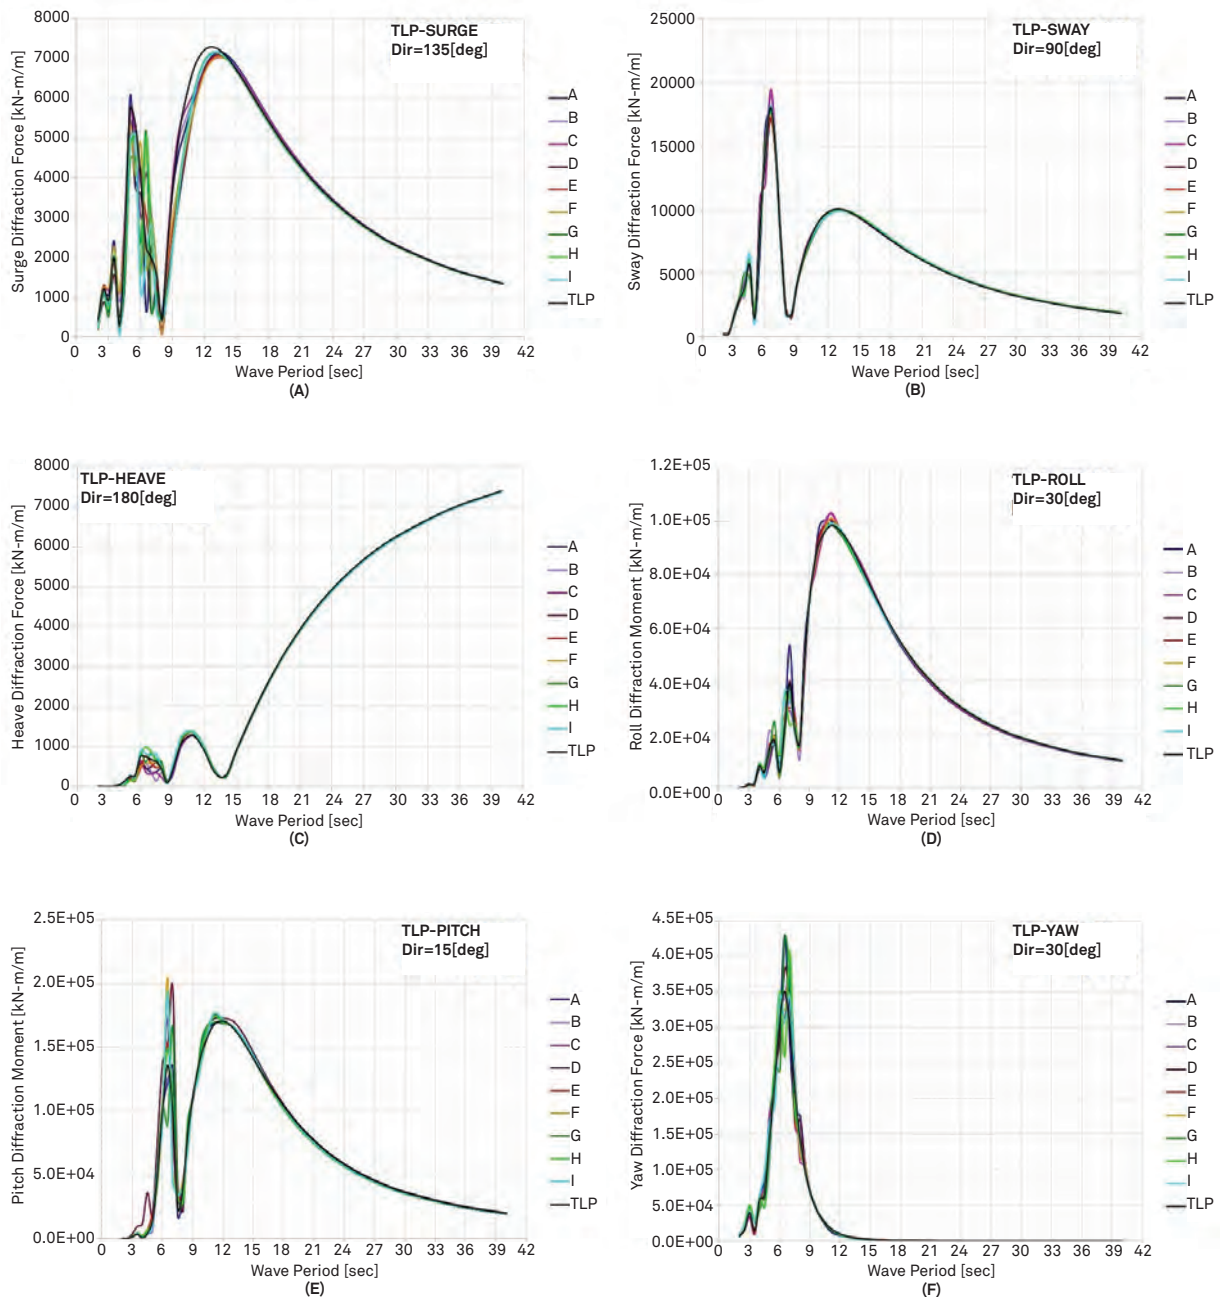 TLP-SURGE
Dir=135[deg]
Surge Diffraction Force [kN-m/m]
8000
7000
6000
5000
4000
3000
2000
1000
0
0 3 6 9 12 15 18 21 24 27 30 33 36 39 42
Wave Period [sec]
(A)
A
B
C
D
E
F
G
H
I
TLP
TLP-SWAY
Dir=90[deg]
Sway Diffraction Force [kN-m/m]
25000
20000
15000
10000
5000
0
0 3 6 9 12 15 18 21 24 27 30 33 36 39 42
Wave Period [sec]
(B)
A
B
C
D
E
F
G
H
I
TLP
TLP-HEAVE
Dir=180[deg]
Heave Diffraction Force [kN-m/m]
8000
7000
6000
5000
4000
3000
2000
1000
0
0 3 6 9 12 15 18 21 24 27 30 33 36 39 42
Wave Period [sec]
(C)
A
B
C
D
E
F
G
H
I
TLP
TLP-ROLL
Dir=30[deg]
Roll Diffraction Moment [kN-m/m]
1.2E+05
1.0E+05
8.0E+04
6.0E+04
4.0E+04
2.0E+04
0.0E+00
0 3 6 9 12 15 18 21 24 27 30 33 36 39 42
Wave Period [sec]
(D)
A
B
C
D
E
F
G
H
I
TLP
TLP-PITCH
Dir=15[deg]
Pitch Diffraction Moment [kN-m/m]
2.5E+05
2.0E+05
1.5E+05
1.0E+05
5.0E+04
0.0E+00
0 3 6 9 12 15 18 21 24 27 30 33 36 39 42
Wave Period [sec]
(E)
A
B
C
D
E
F
G
H
I
TLP
TLP-YAW
Dir=30[deg]
Yaw Diffraction Force [kN-m/m]
4.5E+05
4.0E+05
3.5E+05
3.0E+05
2.5E+05
2.0E+05
1.5E+05
1.0E+05
5.0E+04
0.0E+00
0 3 6 9 12 15 18 21 24 27 30 33 36 39 42
Wave Period [sec]
(F)
A
B
C
D
E
F
G
H
I
TLP